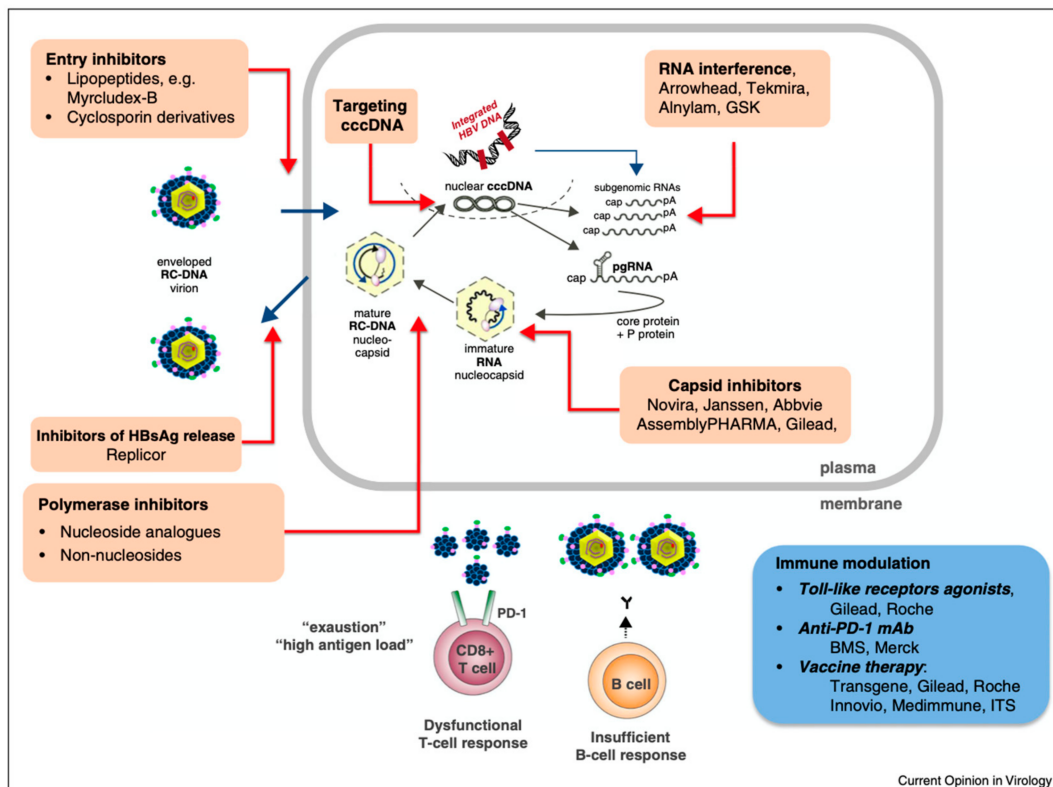 Entry inhibitors
• Lipopeptides, e.g.
Myrcludex-B
• Cyclosporin derivatives
Targeting
cccDNA
Integrated
HBV DNA
RNA interference,
Arrowhead, Tekmira,
Alnylam, GSK
nuclear cccDNA
subgenomic RNAs
cap pA
cap pA
cap pA
enveloped
RC-DNA
virion
pgRNA
cap pA
mature
RC-DNA
nucleo-
capsid
immature
RNA
nucleocapsid
core protein
+ P protein
Capsid inhibitors
Novira, Janssen, Abbvie
AssemblyPHARMA, Gilead,
Inhibitors of HBsAg release
Replicor
plasma
membrane
Polymerase inhibitors
• Nucleoside analogues
• Non-nucleosides
PD-1
"exaustion"
"high antigen load"
CD8+
T cell
Dysfunctional
T-cell response
Y
B cell
Insufficient
B-cell response
Immune modulation
• Toll-like receptors agonists,
Gilead, Roche
• Anti-PD-1 mAb
BMS, Merck
• Vaccine therapy:
Transgene, Gilead, Roche
Innovio, Medimmune, ITS
Current Opinion in Virology